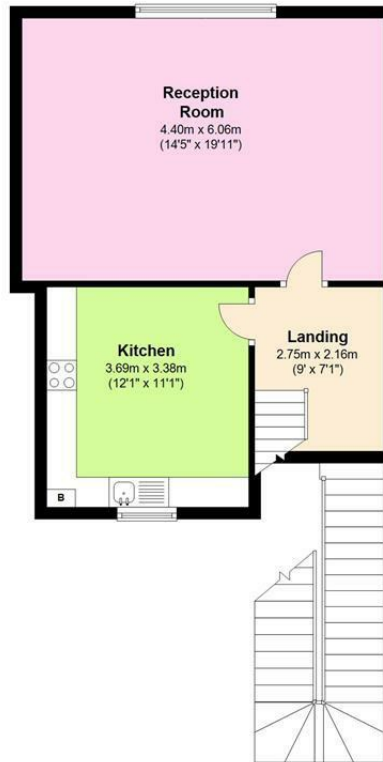 Reception
Room
4.40m x 6.06m
(14'5" x 19'11")
Kitchen
3.69m x 3.38m
(12'1" x 11'1")
Landing
2.75m x 2.16m
(9' x 7'1")
B